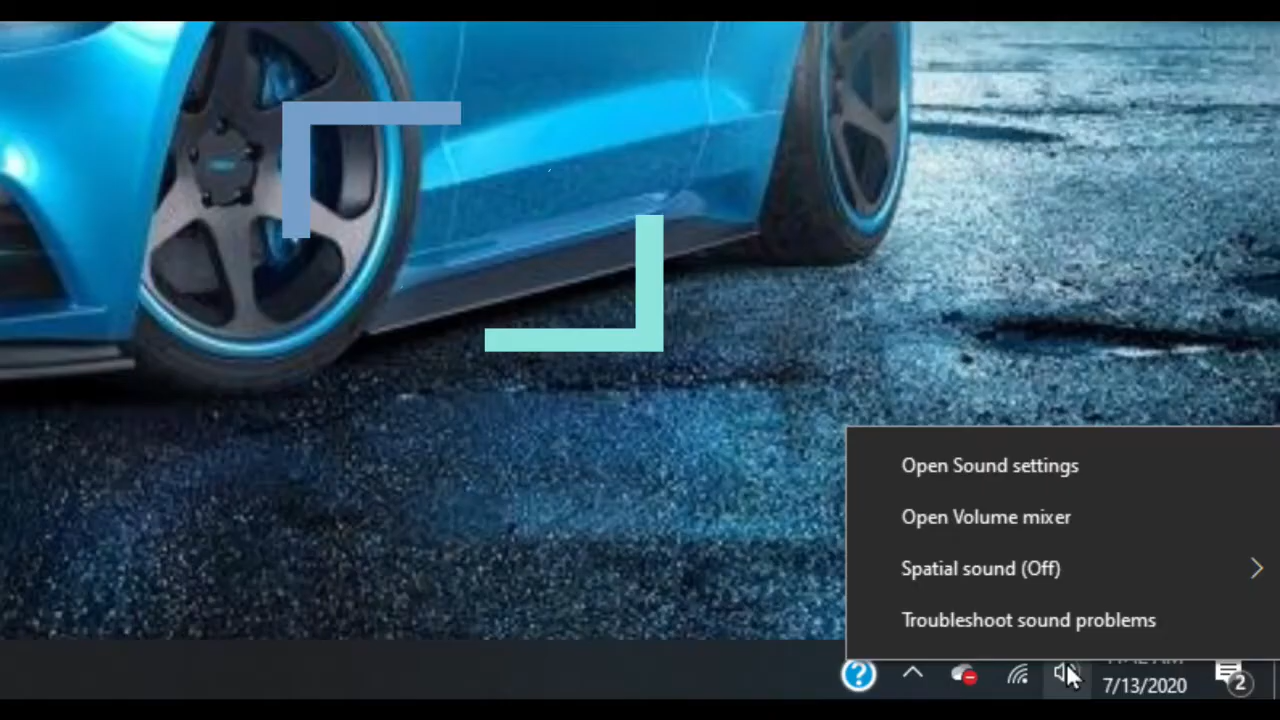 Open Sound settings
Open Volume mixer
Spatial sound (Off)
Troubleshoot sound problems
?
7/13/2020
2